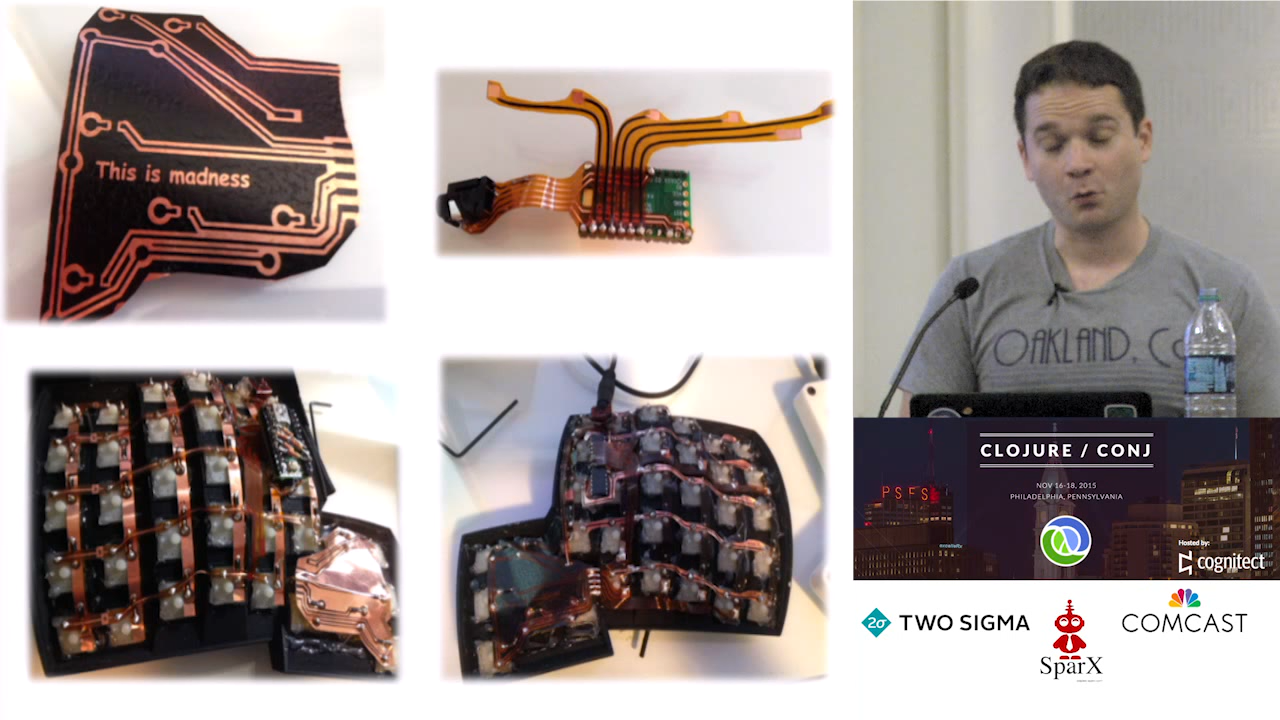 This is madness
OAKLAND, C
CLOJURE / CONJ
NOV 16-18, 2015
PHILADELPHIA, PENNSYLVANIA
PSFS
Hosted by:
cognitect
2σ TWO SIGMA
SparX
COMCAST